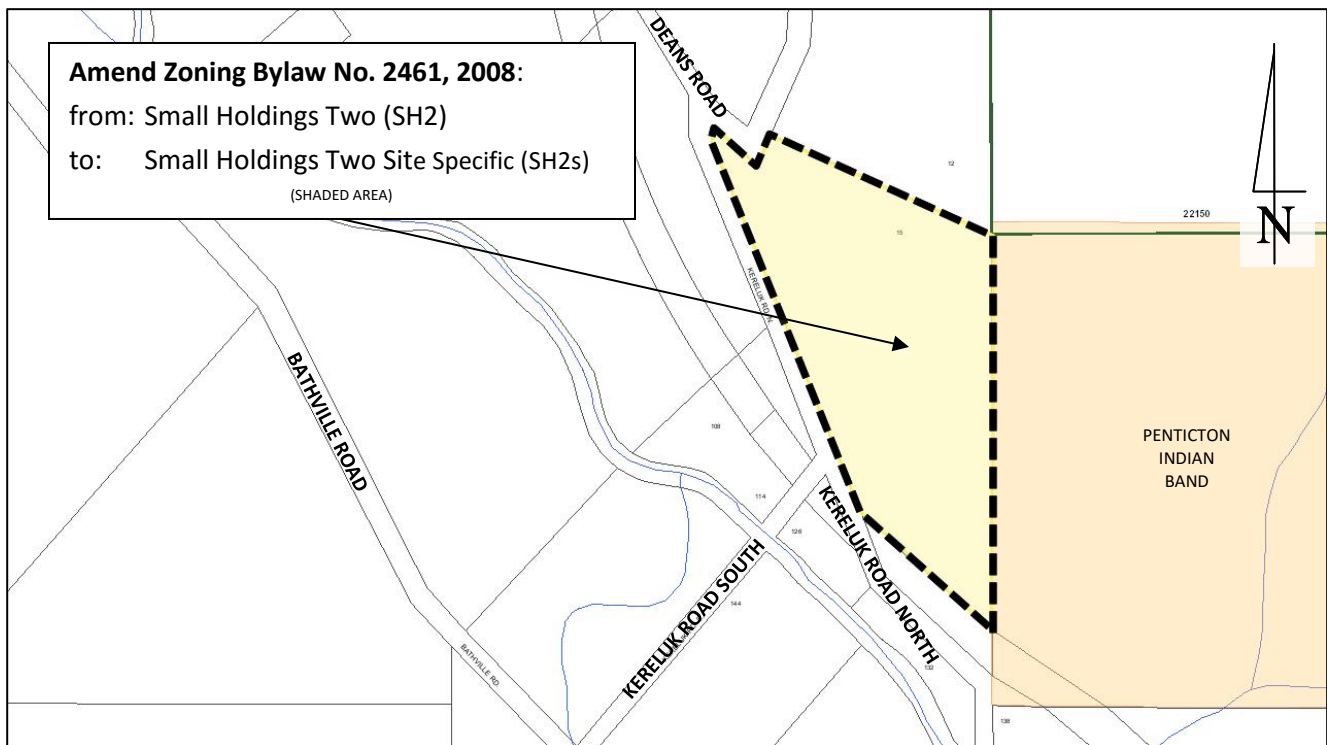 Amend Zoning Bylaw No. 2461, 2008:
from: Small Holdings Two (SH2)
to: Small Holdings Two Site Specific (SH2s)
(SHADED AREA)
DEANS ROAD
12
22150
N
15
KERELUK RD N.
BATHVILLE ROAD
PENTICTON
INDIAN
BAND
108
114
126
KERELUK ROAD NORTH
KERELUK ROAD SOUTH
144
BATHVILLE RD
132
138